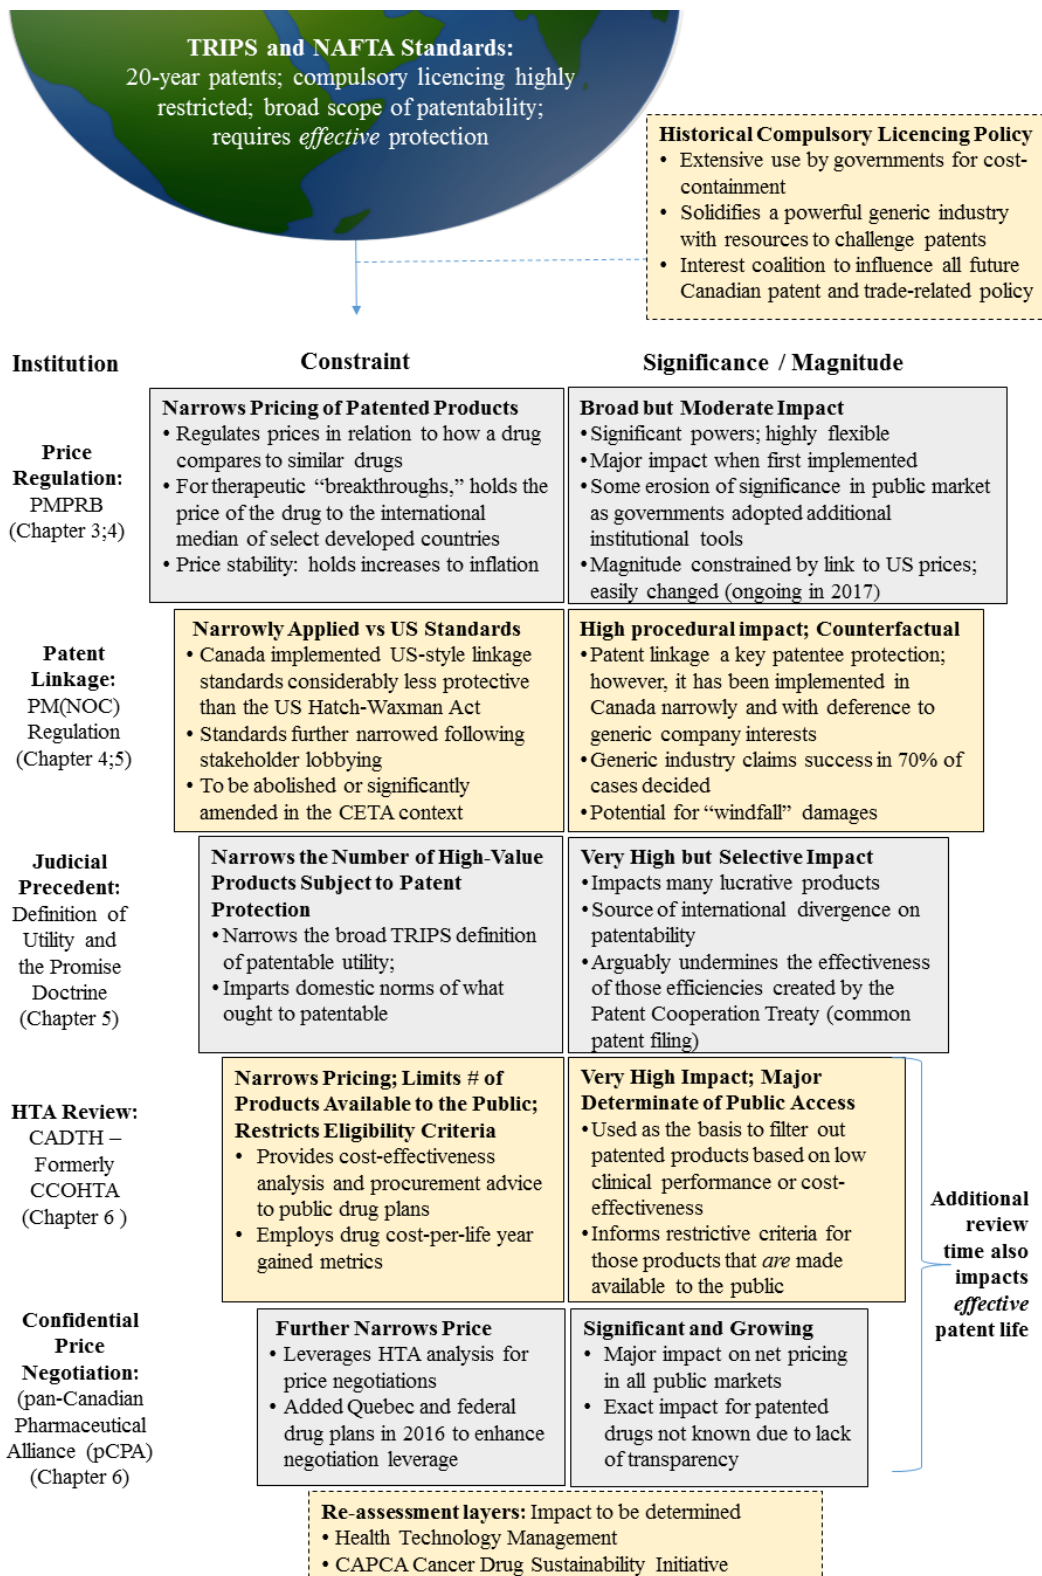 TRIPS and NAFTA Standards:
20-year patents; compulsory licencing highly
restricted; broad scope of patentability;
requires effective protection
Historical Compulsory Licencing Policy
• Extensive use by governments for cost-
containment
• Solidifies a powerful generic industry
with resources to challenge patents
• Interest coalition to influence all future
Canadian patent and trade-related policy
Institution
Constraint
Significance / Magnitude
Price
Regulation:
PMPRB
(Chapter 3;4)
Narrows Pricing of Patented Products
• Regulates prices in relation to how a drug
compares to similar drugs
• For therapeutic “breakthroughs,” holds the
price of the drug to the international
median of select developed countries
• Price stability: holds increases to inflation
Broad but Moderate Impact
• Significant powers; highly flexible
• Major impact when first implemented
• Some erosion of significance in public market
as governments adopted additional
institutional tools
• Magnitude constrained by link to US prices;
easily changed (ongoing in 2017)
Patent
Linkage:
PM(NOC)
Regulation
(Chapter 4;5)
Narrowly Applied vs US Standards
• Canada implemented US-style linkage
standards considerably less protective
than the US Hatch-Waxman Act
• Standards further narrowed following
stakeholder lobbying
• To be abolished or significantly
amended in the CETA context
High procedural impact; Counterfactual
• Patent linkage a key patentee protection;
however, it has been implemented in
Canada narrowly and with deference to
generic company interests
• Generic industry claims success in 70% of
cases decided
• Potential for “windfall” damages
Judicial
Precedent:
Definition of
Utility and
the Promise
Doctrine
(Chapter 5)
Narrows the Number of High-Value
Products Subject to Patent
Protection
• Narrows the broad TRIPS definition
of patentable utility;
• Imparts domestic norms of what
ought to patentable
Very High but Selective Impact
• Impacts many lucrative products
• Source of international divergence on
patentability
• Arguably undermines the effectiveness of
those efficiencies created by the
Patent Cooperation Treaty (common
patent filing)
HTA Review:
CADTH –
Formerly
CCOHTA
(Chapter 6 )
Narrows Pricing; Limits # of
Products Available to the Public;
Restricts Eligibility Criteria
• Provides cost-effectiveness
analysis and procurement advice
to public drug plans
• Employs drug cost-per-life year
gained metrics
Very High Impact; Major
Determinate of Public Access
• Used as the basis to filter out
patented products based on low
clinical performance or cost-
effectiveness
• Informs restrictive criteria for
those products that are made
available to the public
Additional
review
time also
impacts
effective
patent life
Confidential
Price
Negotiation:
(pan-Canadian
Pharmaceutical
Alliance (pCPA)
(Chapter 6)
Further Narrows Price
• Leverages HTA analysis for
price negotiations
• Added Quebec and federal
drug plans in 2016 to enhance
negotiation leverage
Significant and Growing
• Major impact on net pricing
in all public markets
• Exact impact for patented
drugs not known due to lack
of transparency
Re-assessment layers: Impact to be determined
• Health Technology Management
• CAPCA Cancer Drug Sustainability Initiative